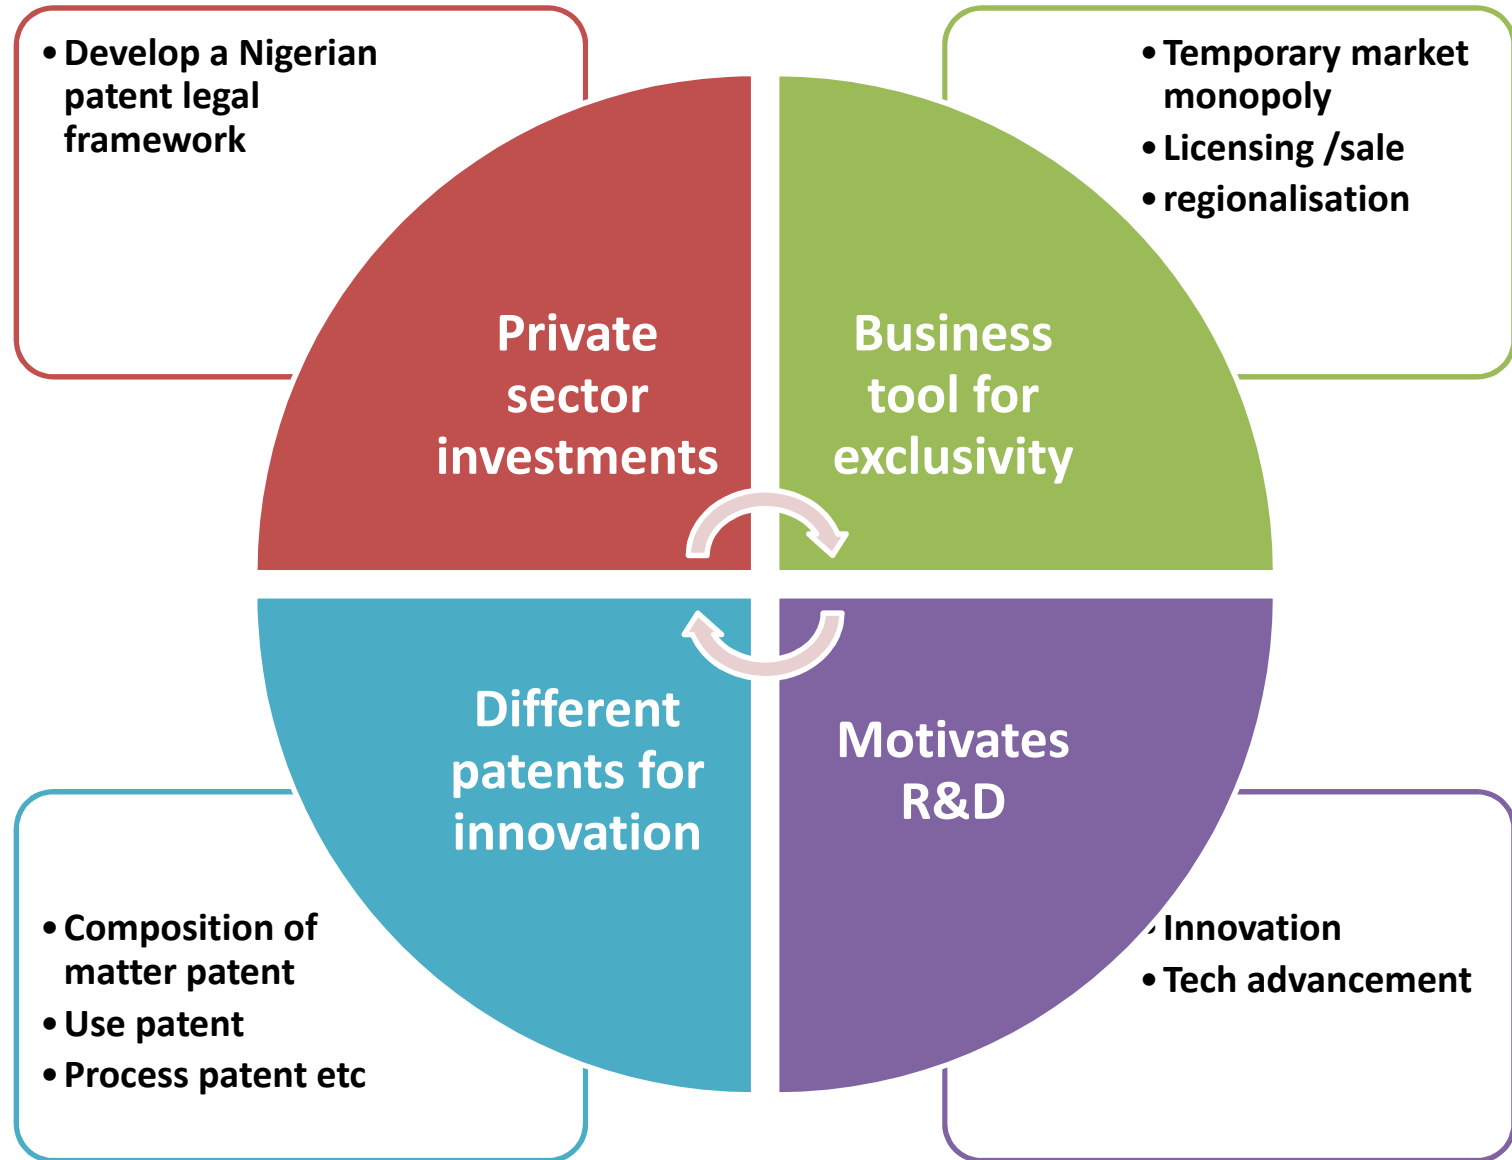 • Develop a Nigerian
patent legal
framework
• Temporary market
monopoly
• Licensing /sale
• regionalisation
Private
sector
investments
Business
tool for
exclusivity
Different
patents for
innovation
Motivates
R&D
• Composition of
matter patent
• Use patent
• Process patent etc
• Innovation
• Tech advancement